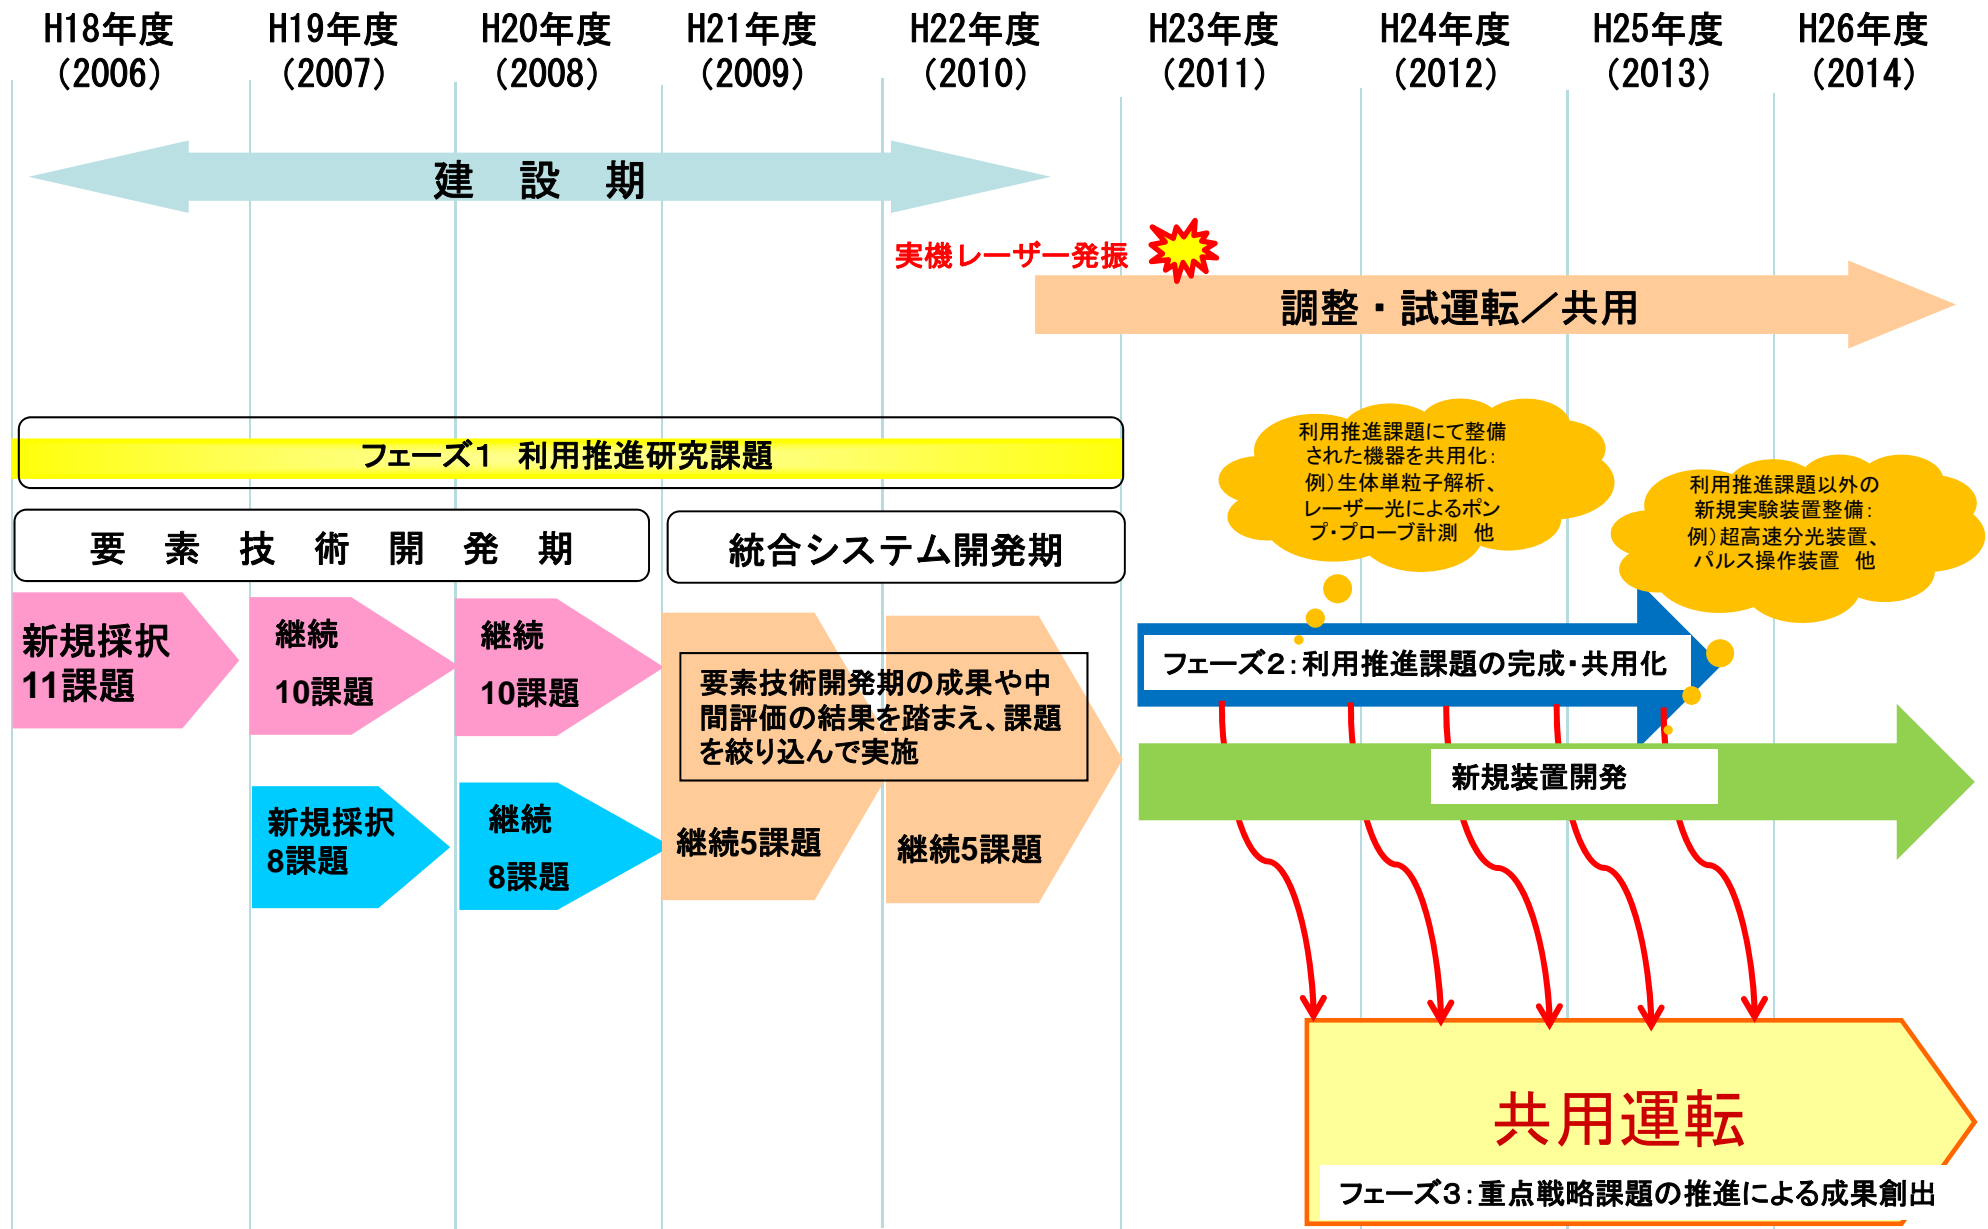 H18年度
（2006）
H19年度
（2007）
H20年度
（2008）
H21年度
（2009）
H22年度
（2010）
H23年度
（2011）
H24年度
（2012）
H25年度
（2013）
H26年度
（2014）
建　設　期
実機レーザー発振
調整・試運転／共用
フェーズ１　利用推進研究課題
要　素　技　術　開　発　期
統合システム開発期
利用推進課題にて整備
された機器を共用化：
例）生体単粒子解析、
レーザー光によるポン
プ・プローブ計測　他
利用推進課題以外の
新規実験装置整備：
例）超高速分光装置、
パルス操作装置　他
新規採択
11課題
継続
10課題
継続
10課題
要素技術開発期の成果や中
間評価の結果を踏まえ、課題
を絞り込んで実施
フェーズ２：利用推進課題の完成・共用化
新規装置開発
新規採択
8課題
継続
8課題
継続5課題
継続5課題
共用運転
フェーズ３：重点戦略課題の推進による成果創出